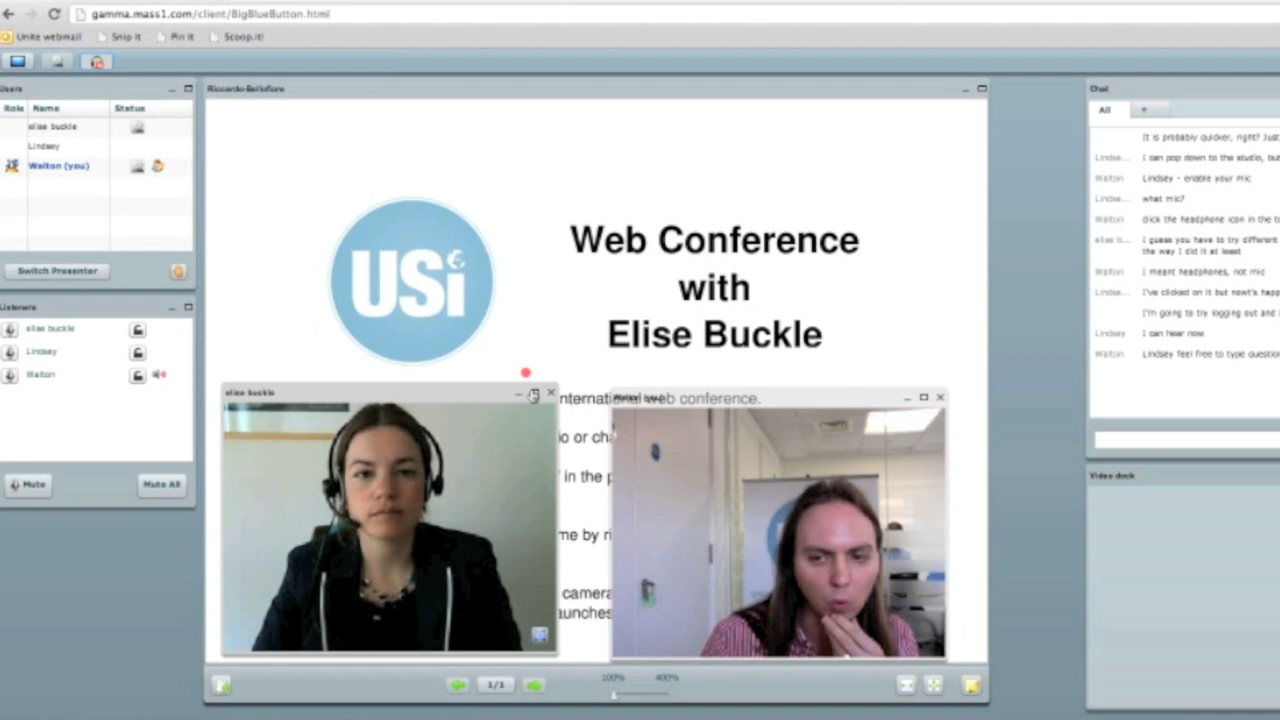 gamma.mass1.com/client/BigBlueButton.html
Unite webmail Snip it Pin It Scoop.it!
Users
Role Name Status
elise buckle
Lindsey
Walton (you)
Switch Presenter
Listeners
elise buckle
Lindsey
Walton
Mute Mute All
Riccardo-Bellofiore
USi
Web Conference
with
Elise Buckle
nternational web conference.
io or cha
in the p
me by ri
camera
aunches
elise buckle
1/1
100% 400%
Chat
All +
It is probably quicker, right? Just
Lindse... I can pop down to the studio, but
Walton Lindsey - enable your mic
Lindse... what mic?
Walton click the headphone icon in the to
elise b... I guess you have to try different
the way I did it at least
Walton I meant headphones, not mic
Lindse... I've clicked on it but nowt's happ
I'm going to try logging out and
Lindsey I can hear now
Walton Lindsey feel free to type question
Video dock